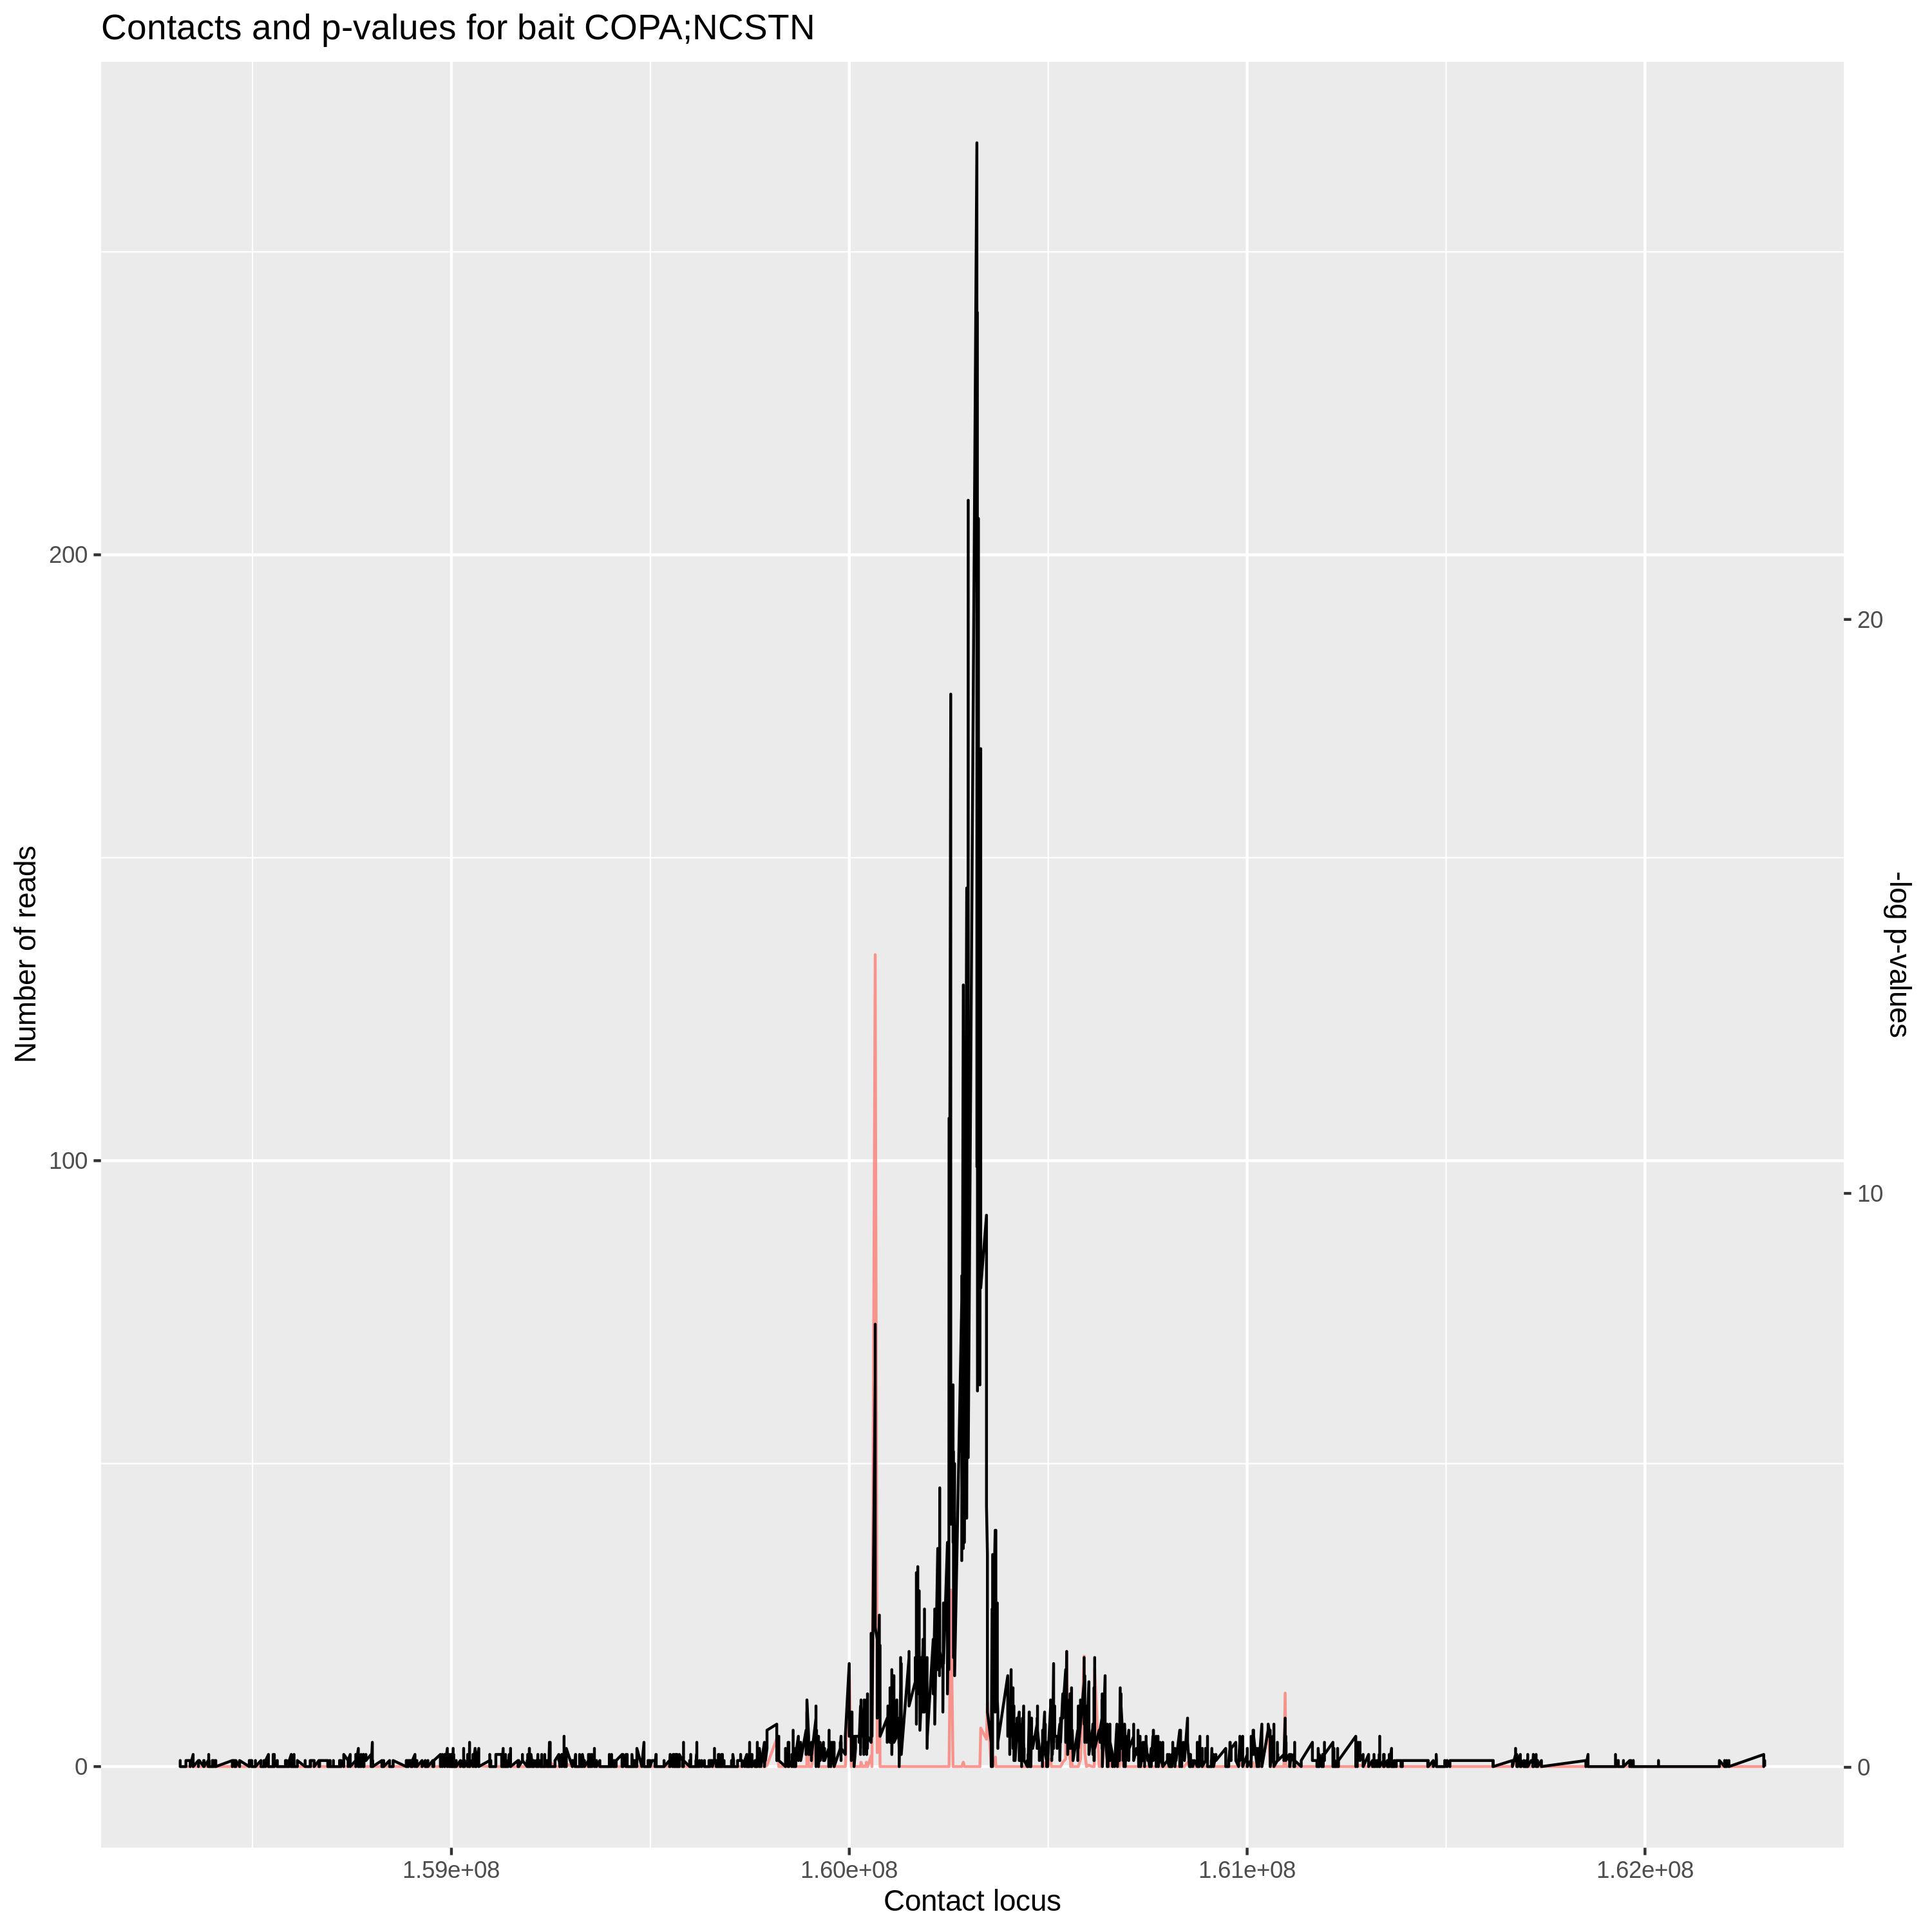 Contacts and p-values for bait COPA;NCSTN
Number of reads
200
100
0
-log p-values
20
10
0
1.59e+08
1.60e+08
1.61e+08
1.62e+08
Contact locus